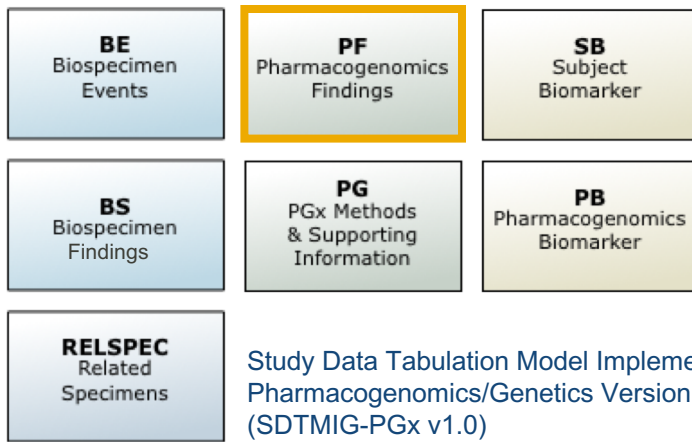 BE
Biospecimen
Events
PF
Pharmacogenomics
Findings
SB
Subject
Biomarker
BS
Biospecimen
Findings
PG
PGx Methods
& Supporting
Information
PB
Pharmacogenomics
Biomarker
RELSPEC
Related
Specimens
Study Data Tabulation Model Impleme
Pharmacogenomics/Genetics Version
(SDTMIG-PGx v1.0)